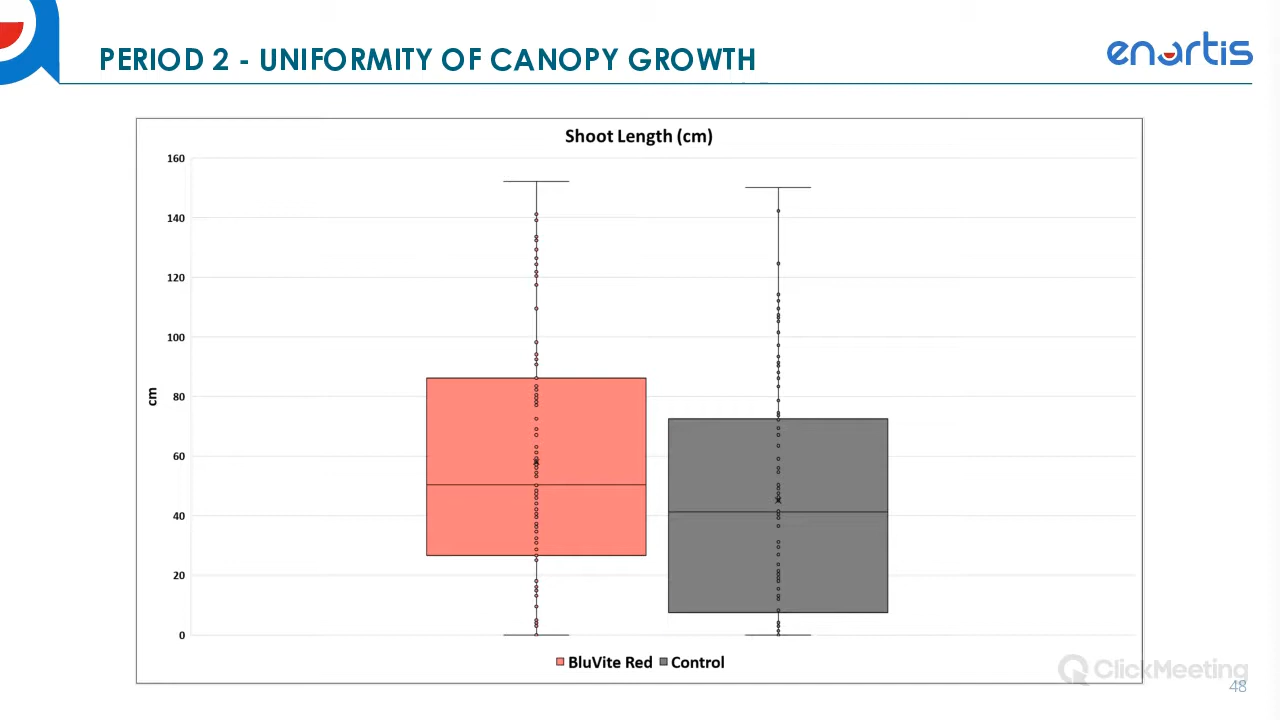 PERIOD 2 - UNIFORMITY OF CANOPY GROWTH
enartis
Shoot Length (cm)
160
140
120
100
80
60
40
20
0
cm
BluVite Red Control
ClickMeeting
48